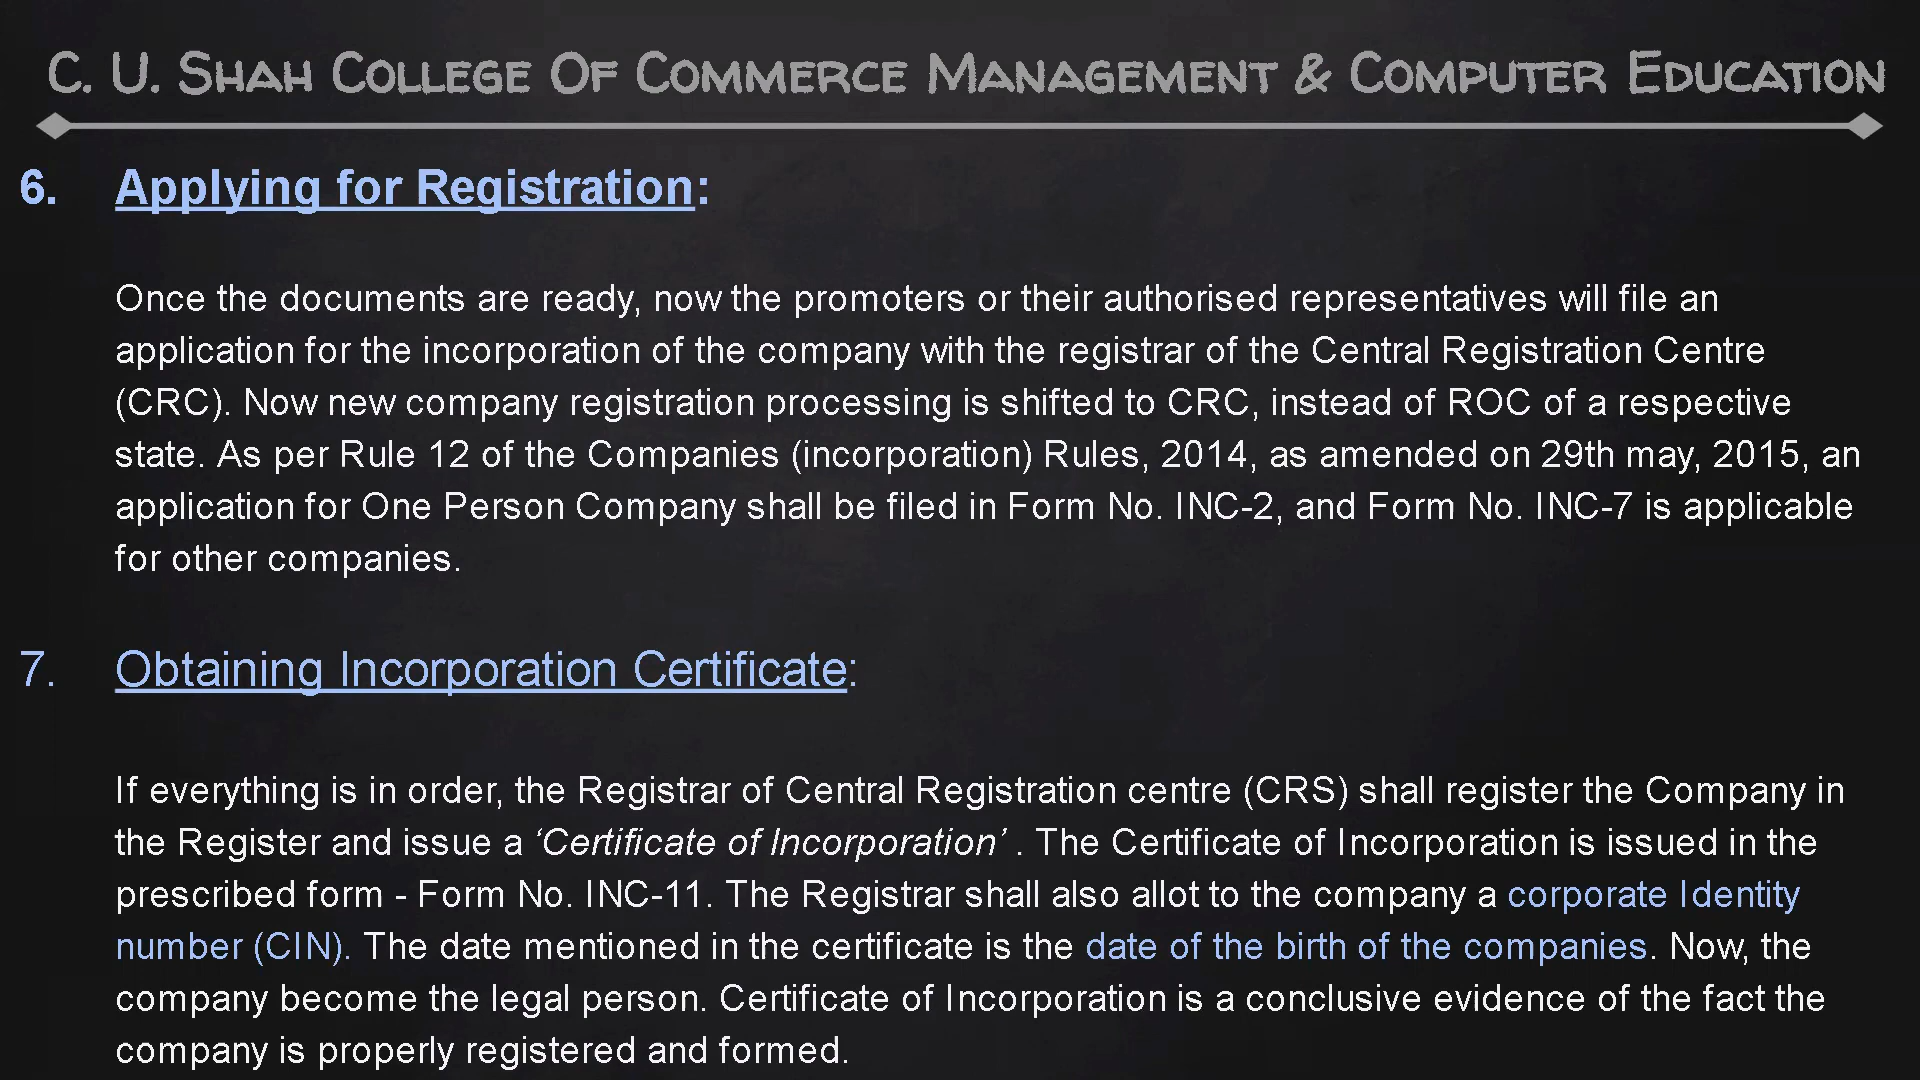 C. U. Shah College Of Commerce Management & Computer Education
6. Applying for Registration:
Once the documents are ready, now the promoters or their authorised representatives will file an
application for the incorporation of the company with the registrar of the Central Registration Centre
(CRC). Now new company registration processing is shifted to CRC, instead of ROC of a respective
state. As per Rule 12 of the Companies (incorporation) Rules, 2014, as amended on 29th may, 2015, an
application for One Person Company shall be filed in Form No. INC-2, and Form No. INC-7 is applicable
for other companies.
7. Obtaining Incorporation Certificate:
If everything is in order, the Registrar of Central Registration centre (CRS) shall register the Company in
the Register and issue a ‘Certificate of Incorporation’ . The Certificate of Incorporation is issued in the
prescribed form - Form No. INC-11. The Registrar shall also allot to the company a corporate Identity
number (CIN). The date mentioned in the certificate is the date of the birth of the companies. Now, the
company become the legal person. Certificate of Incorporation is a conclusive evidence of the fact the
company is properly registered and formed.